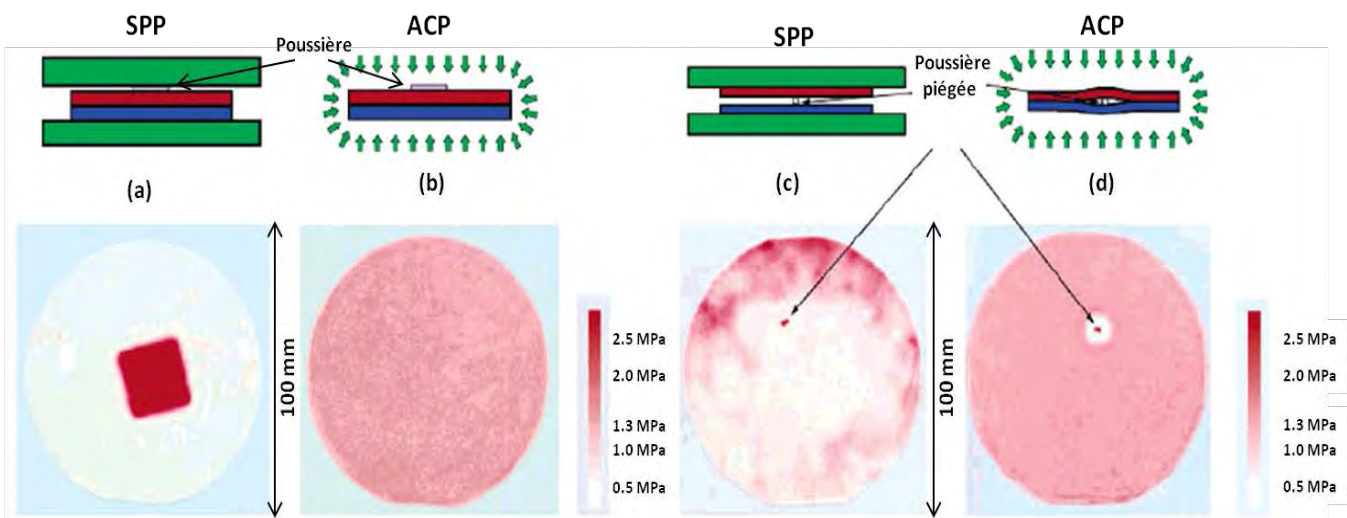 SPP
Poussière
ACP
(a)
(b)
SPP
Poussière
piégée
ACP
(c)
(d)
100 mm
2.5 MPa
2.0 MPa
1.3 MPa
1.0 MPa
0.5 MPa
100 mm
2.5 MPa
2.0 MPa
1.3 MPa
1.0 MPa
0.5 MPa